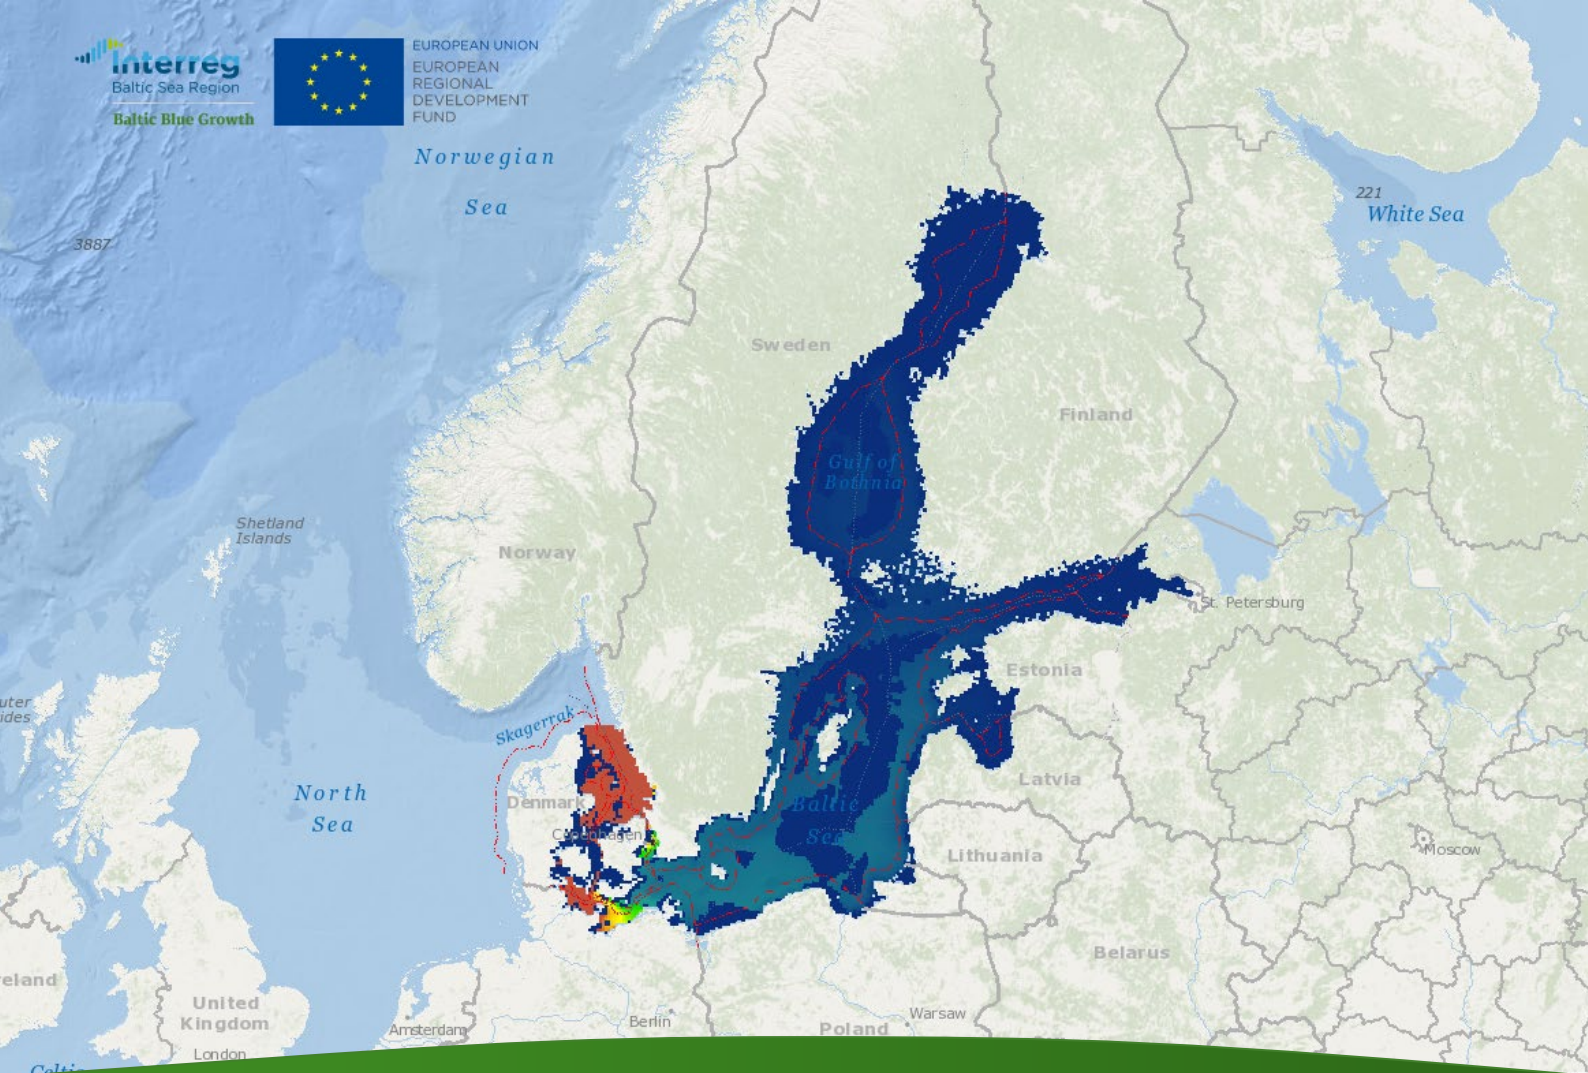 interreg
Baltic Sea Region
Baltic Blue Growth
EUROPEAN UNION
EUROPEAN
REGIONAL
DEVELOPMENT
FUND
Norwegian
Sea
3887
221
White Sea
Sweden
Finland
Gulf of
Bothnia
Shetland
Islands
Norway
St. Petersburg
Estonia
Skagerrak
Latvia
North
Sea
Denmark
Baltic
Sea
Copenhagen
Lithuania
Moscow
Belarus
United
Kingdom
Amsterdam
Berlin
Warsaw
Poland
London